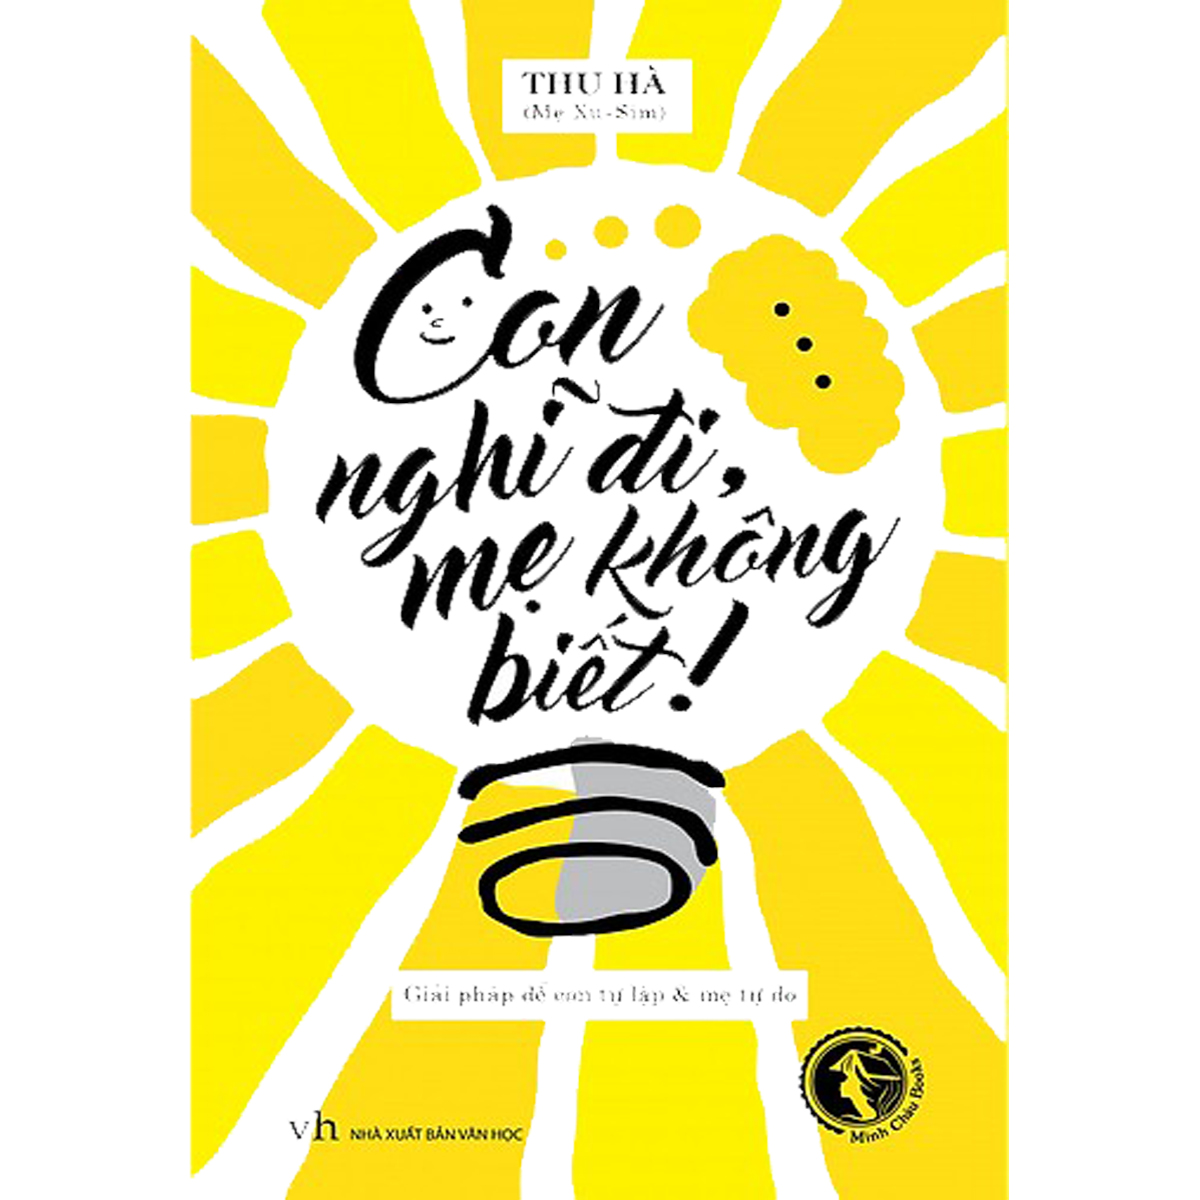 THU HÀ
(Mẹ Xu-Sim)
Con
nghĩ đi,
mẹ không
biết!
Giải pháp để con tự lập & mẹ tự do
Minh Châu Books
vh NHÀ XUẤT BẢN VĂN HỌC